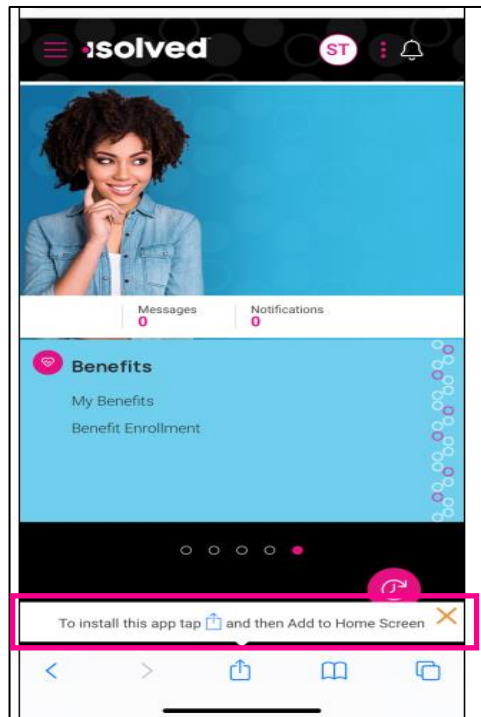 isolved
ST
Messages
0
Notifications
0
Benefits
My Benefits
Benefit Enrollment
To install this app tap and then Add to Home Screen